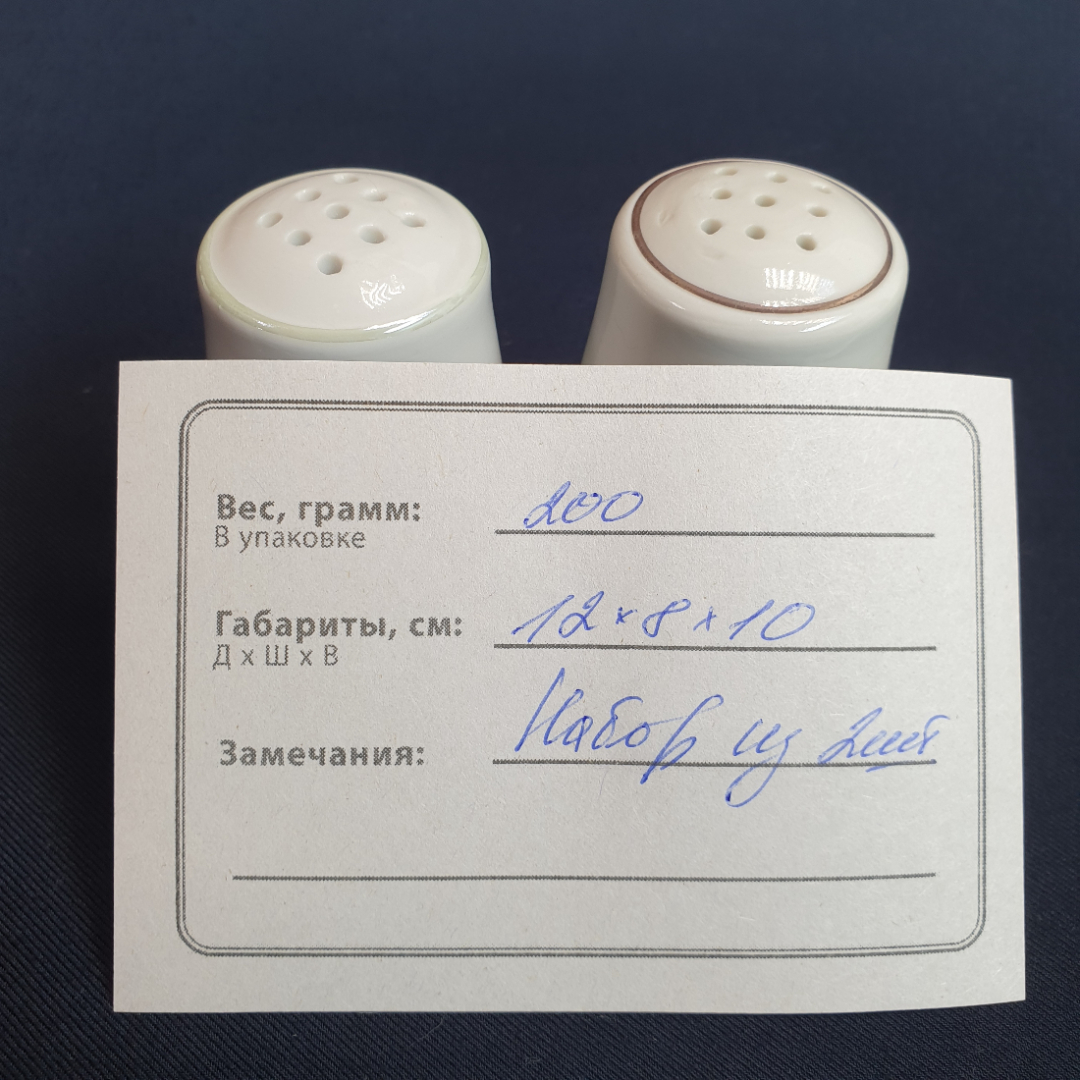 Вес, грамм: 200
В упаковке
Габариты, см: 12 x 8 x 10
Д x Ш x В
Замечания: Набор из 2шт